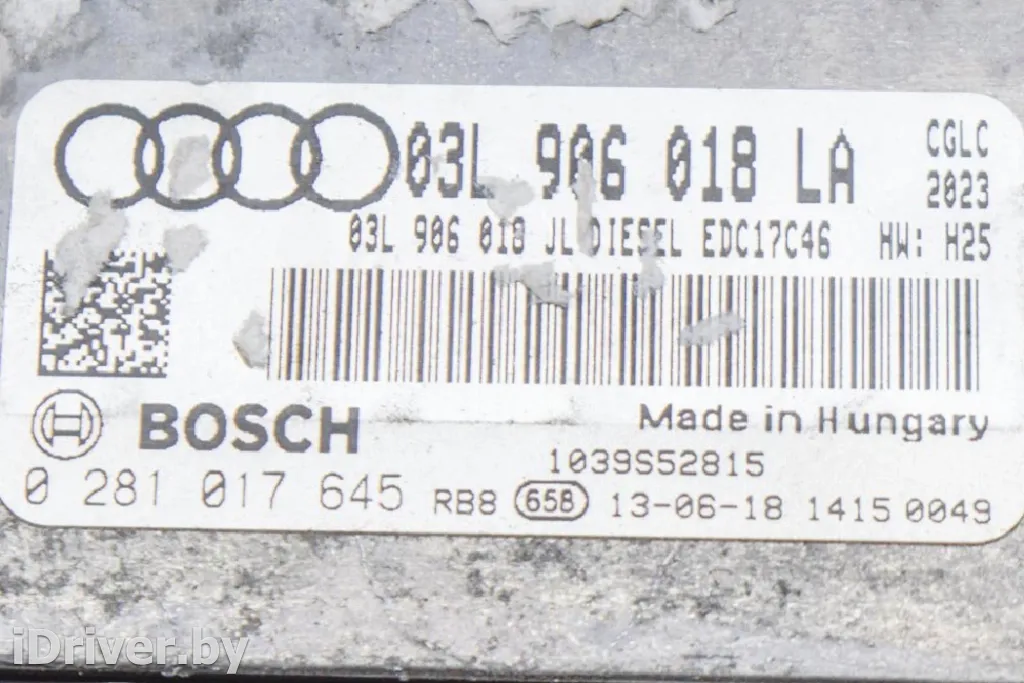 03L 906 018 LA
CGLC
2023
03L 906 018 JL DIESEL EDC17C46 HW: H25
BOSCH
Made in Hungary
1039S52815
0 281 017 645 RB8 658 13-06-18 1415 0049
iDriver.by